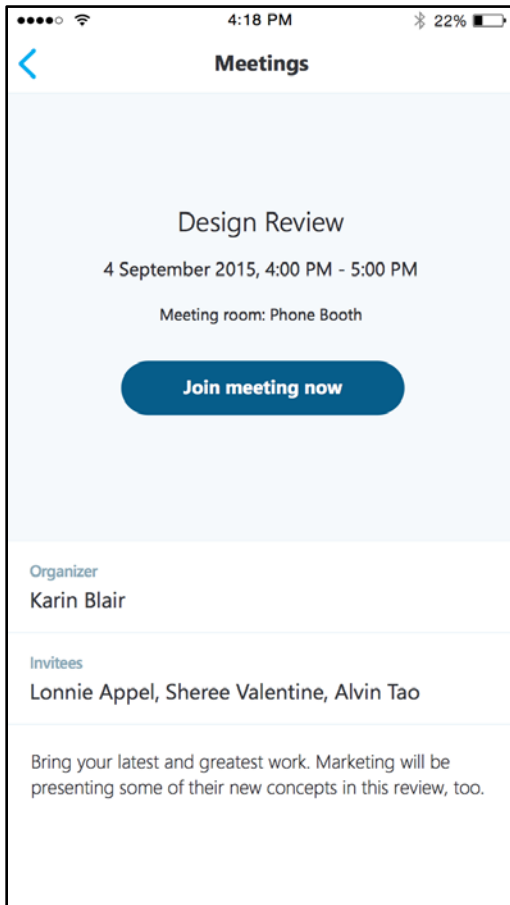 4:18 PM
22%
Meetings
Design Review
4 September 2015, 4:00 PM - 5:00 PM
Meeting room: Phone Booth
Join meeting now
Organizer
Karin Blair
Invitees
Lonnie Appel, Sheree Valentine, Alvin Tao
Bring your latest and greatest work. Marketing will be
presenting some of their new concepts in this review, too.